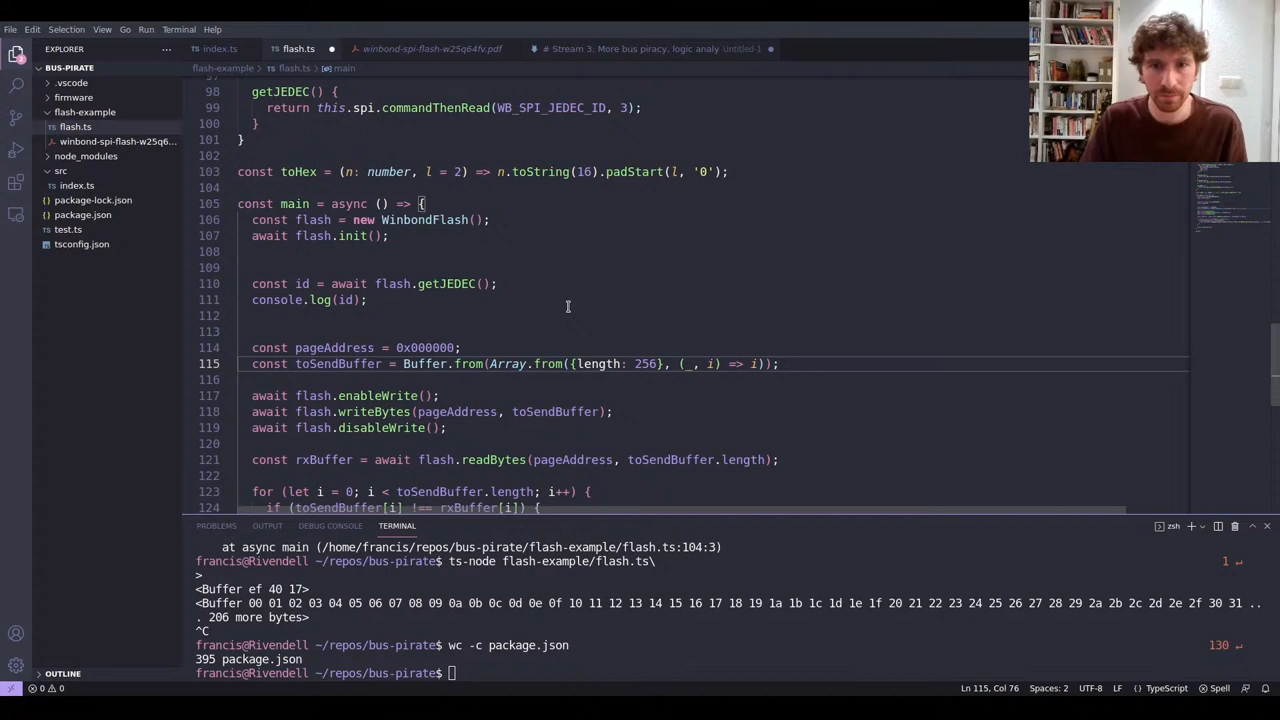 File Edit Selection View Go Run Terminal Help
EXPLORER
index.ts
flash.ts
winbond-spi-flash-w25q64fv.pdf
# Stream 3: More bus piracy. logic analy Untitled-1
BUS-PIRATE
.vscode
firmware
flash-example
flash.ts
winbond-spi-flash-w25q6...
node_modules
src
index.ts
package-lock.json
package.json
test.ts
tsconfig.json
OUTLINE
flash-example > flash.ts > main
98 getJEDEC() {
99 return this.spi.commandThenRead(WB_SPI_JEDEC_ID, 3);
100 }
101 }
102
103 const toHex = (n: number, l = 2) => n.toString(16).padStart(l, '0');
104
105 const main = async () => {
106 const flash = new WinbondFlash();
107 await flash.init();
108
109
110 const id = await flash.getJEDEC();
111 console.log(id);
112
113
114 const pageAddress = 0x000000;
115 const toSendBuffer = Buffer.from(Array.from({length: 256}, (_, i) => i));
116
117 await flash.enableWrite();
118 await flash.writeBytes(pageAddress, toSendBuffer);
119 await flash.disableWrite();
120
121 const rxBuffer = await flash.readBytes(pageAddress, toSendBuffer.length);
122
123 for (let i = 0; i < toSendBuffer.length; i++) {
124 if (toSendBuffer[i] !== rxBuffer[i]) {
PROBLEMS OUTPUT DEBUG CONSOLE TERMINAL
zsh
at async main (/home/francis/repos/bus-pirate/flash-example/flash.ts:104:3)
francis@Rivendell ~/repos/bus-pirate$ ts-node flash-example/flash.ts\ 1 ↵
>
<Buffer ef 40 17>
<Buffer 00 01 02 03 04 05 06 07 08 09 0a 0b 0c 0d 0e 0f 10 11 12 13 14 15 16 17 18 19 1a 1b 1c 1d 1e 1f 20 21 22 23 24 25 26 27 28 29 2a 2b 2c 2d 2e 2f 30 31 ..
. 206 more bytes>
^C
francis@Rivendell ~/repos/bus-pirate$ wc -c package.json 130 ↵
395 package.json
francis@Rivendell ~/repos/bus-pirate$
0 0 Ln 115, Col 76 Spaces: 2 UTF-8 LF TypeScript Spell